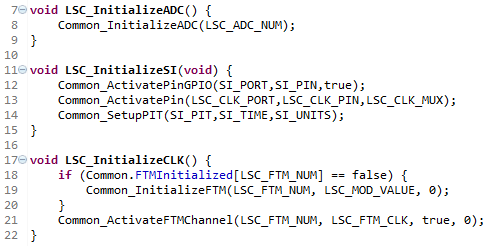 7 void LSC_InitializeADC() {
8 Common_InitializeADC(LSC_ADC_NUM);
9 }
10
11 void LSC_InitializeSI(void) {
12 Common_ActivatePinGPIO(SI_PORT,SI_PIN,true);
13 Common_ActivatePin(LSC_CLK_PORT,LSC_CLK_PIN,LSC_CLK_MUX);
14 Common_SetupPIT(SI_PIT,SI_TIME,SI_UNITS);
15 }
16
17 void LSC_InitializeCLK() {
18 if (Common.FTMInitialized[LSC_FTM_NUM] == false) {
19 Common_InitializeFTM(LSC_FTM_NUM, LSC_MOD_VALUE, 0);
20 }
21 Common_ActivateFTMChannel(LSC_FTM_NUM, LSC_FTM_CLK, true, 0);
22 }